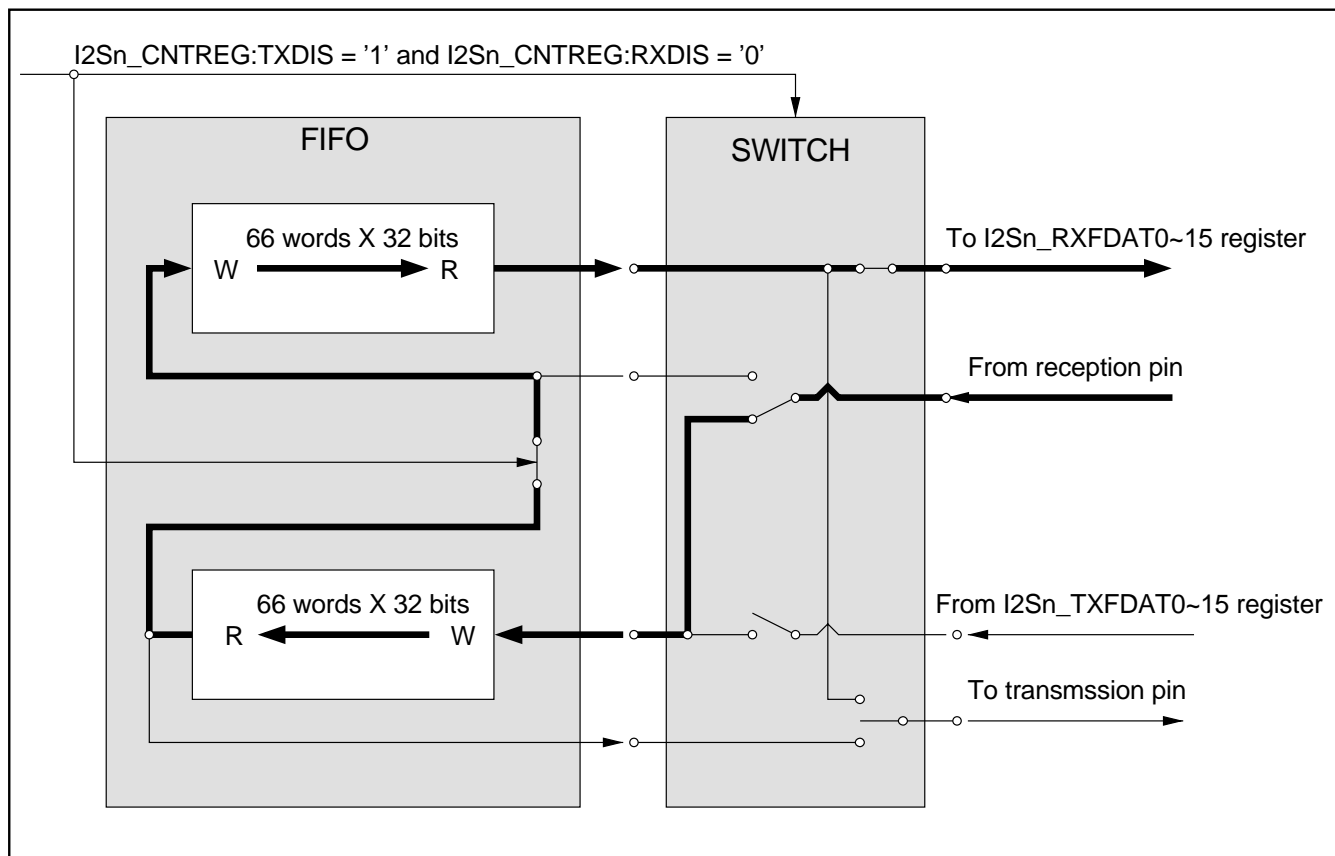 I2Sn_CNTREG:TXDIS = '1' and I2Sn_CNTREG:RXDIS = '0'
FIFO
SWITCH
66 words X 32 bits
W
R
To I2Sn_RXFDAT0~15 register
From reception pin
66 words X 32 bits
R
W
From I2Sn_TXFDAT0~15 register
To transmssion pin